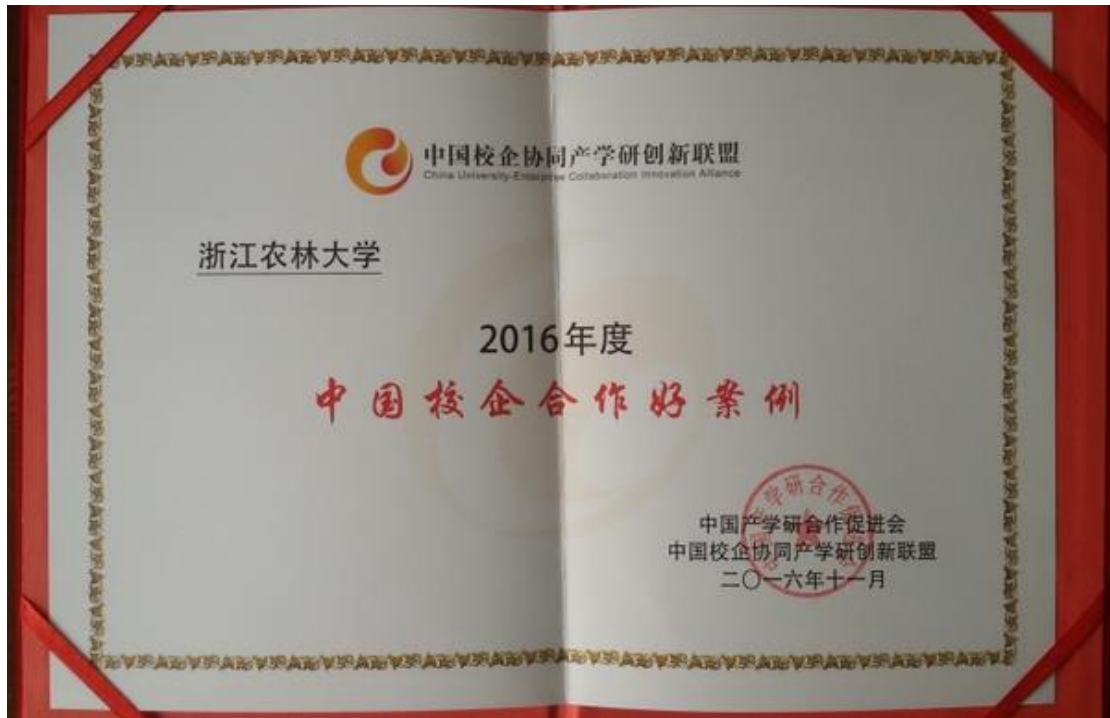 中国校企协同产学研创新联盟
China University-Enterprise Collaboration Innovation Alliance
浙江农林大学
2016年度
中国校企合作好案例
中国产学研合作促进会
中国校企协同产学研创新联盟
二〇一六年十一月